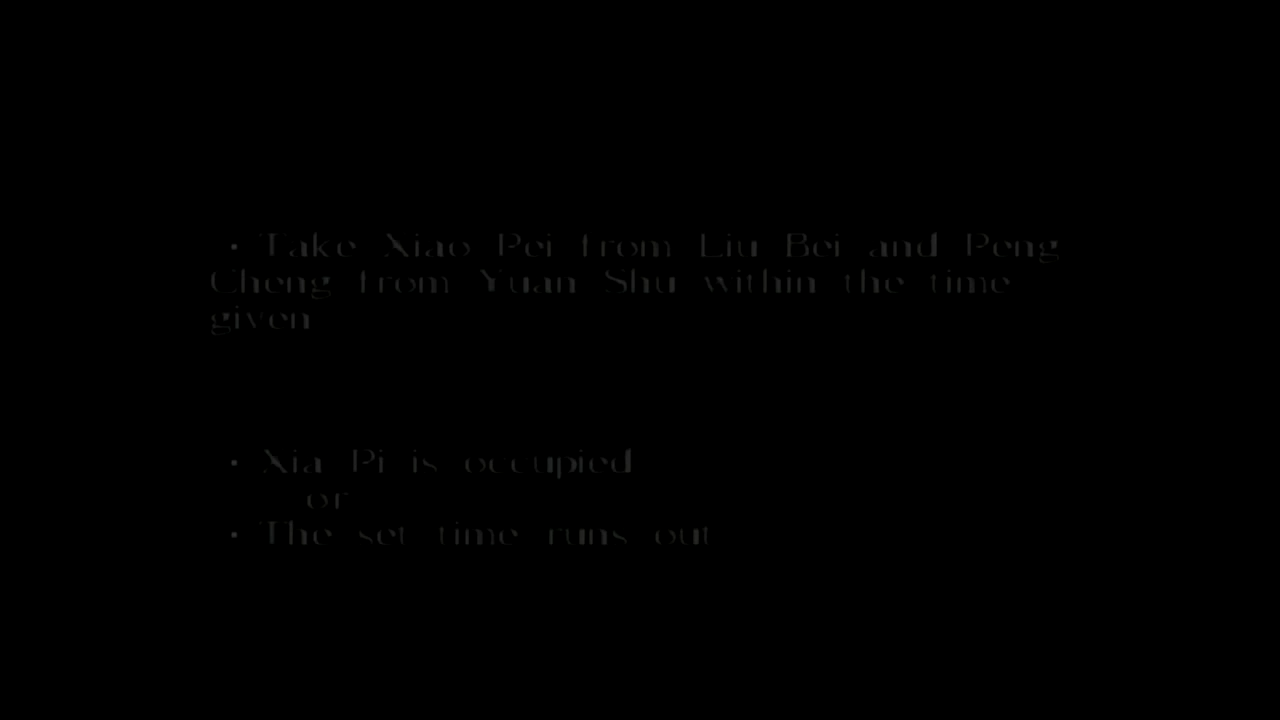 • Take Xiao Pei from Liu Bei and Peng
Cheng from Yuan Shu within the time
given
• Xia Pi is occupied
or
• The set time runs out